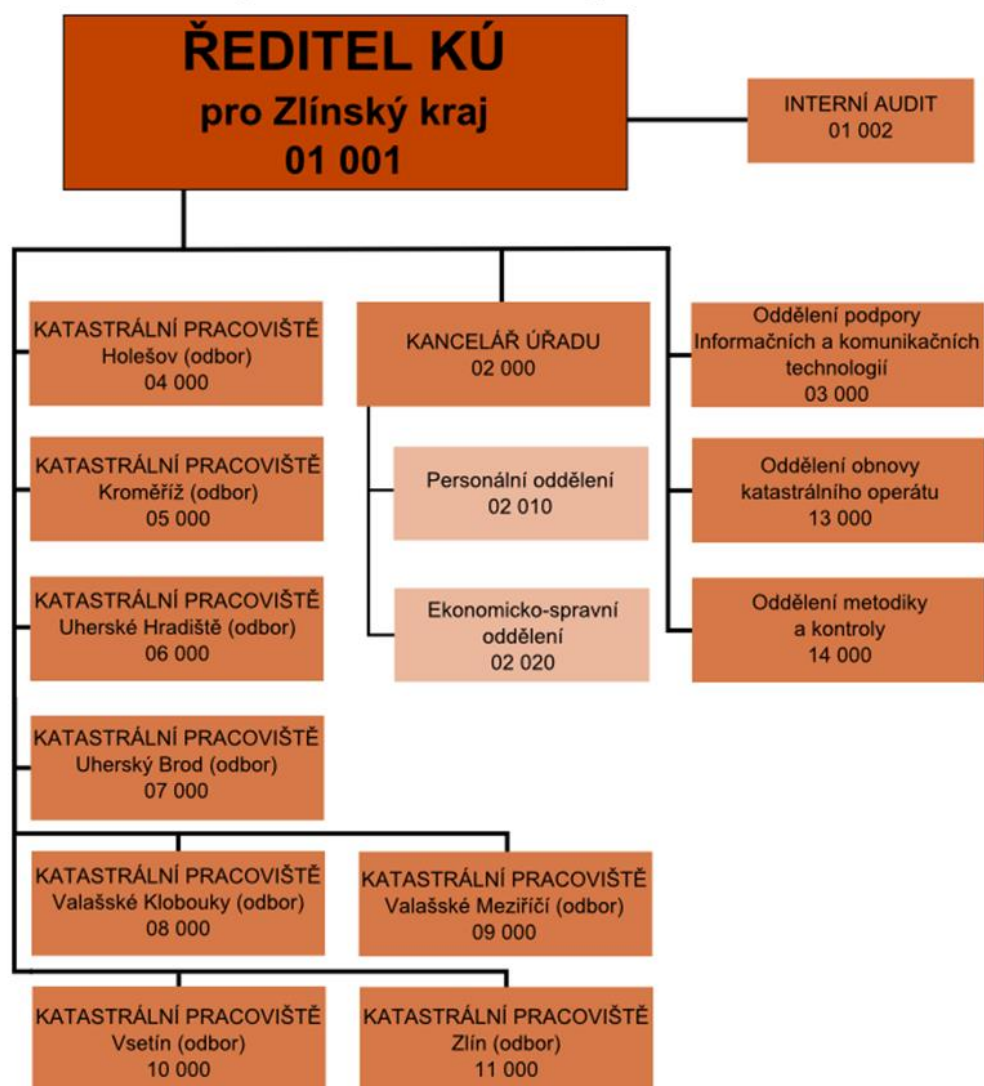 ŘEDITEL KÚ
pro Zlínský kraj
01 001
INTERNÍ AUDIT
01 002
KATASTRÁLNÍ PRACOVIŠTĚ
Holešov (odbor)
04 000
KANCELÁŘ ÚŘADU
02 000
Oddělení podpory
Informačních a komunikačních
technologií
03 000
KATASTRÁLNÍ PRACOVIŠTĚ
Kroměříž (odbor)
05 000
Personální oddělení
02 010
Oddělení obnovy
katastrálního operátu
13 000
KATASTRÁLNÍ PRACOVIŠTĚ
Uherské Hradiště (odbor)
06 000
Ekonomicko-spravní
oddělení
02 020
Oddělení metodiky
a kontroly
14 000
KATASTRÁLNÍ PRACOVIŠTĚ
Uherský Brod (odbor)
07 000
KATASTRÁLNÍ PRACOVIŠTĚ
Valašské Klobouky (odbor)
08 000
KATASTRÁLNÍ PRACOVIŠTĚ
Valašské Meziříčí (odbor)
09 000
KATASTRÁLNÍ PRACOVIŠTĚ
Vsetín (odbor)
10 000
KATASTRÁLNÍ PRACOVIŠTĚ
Zlín (odbor)
11 000